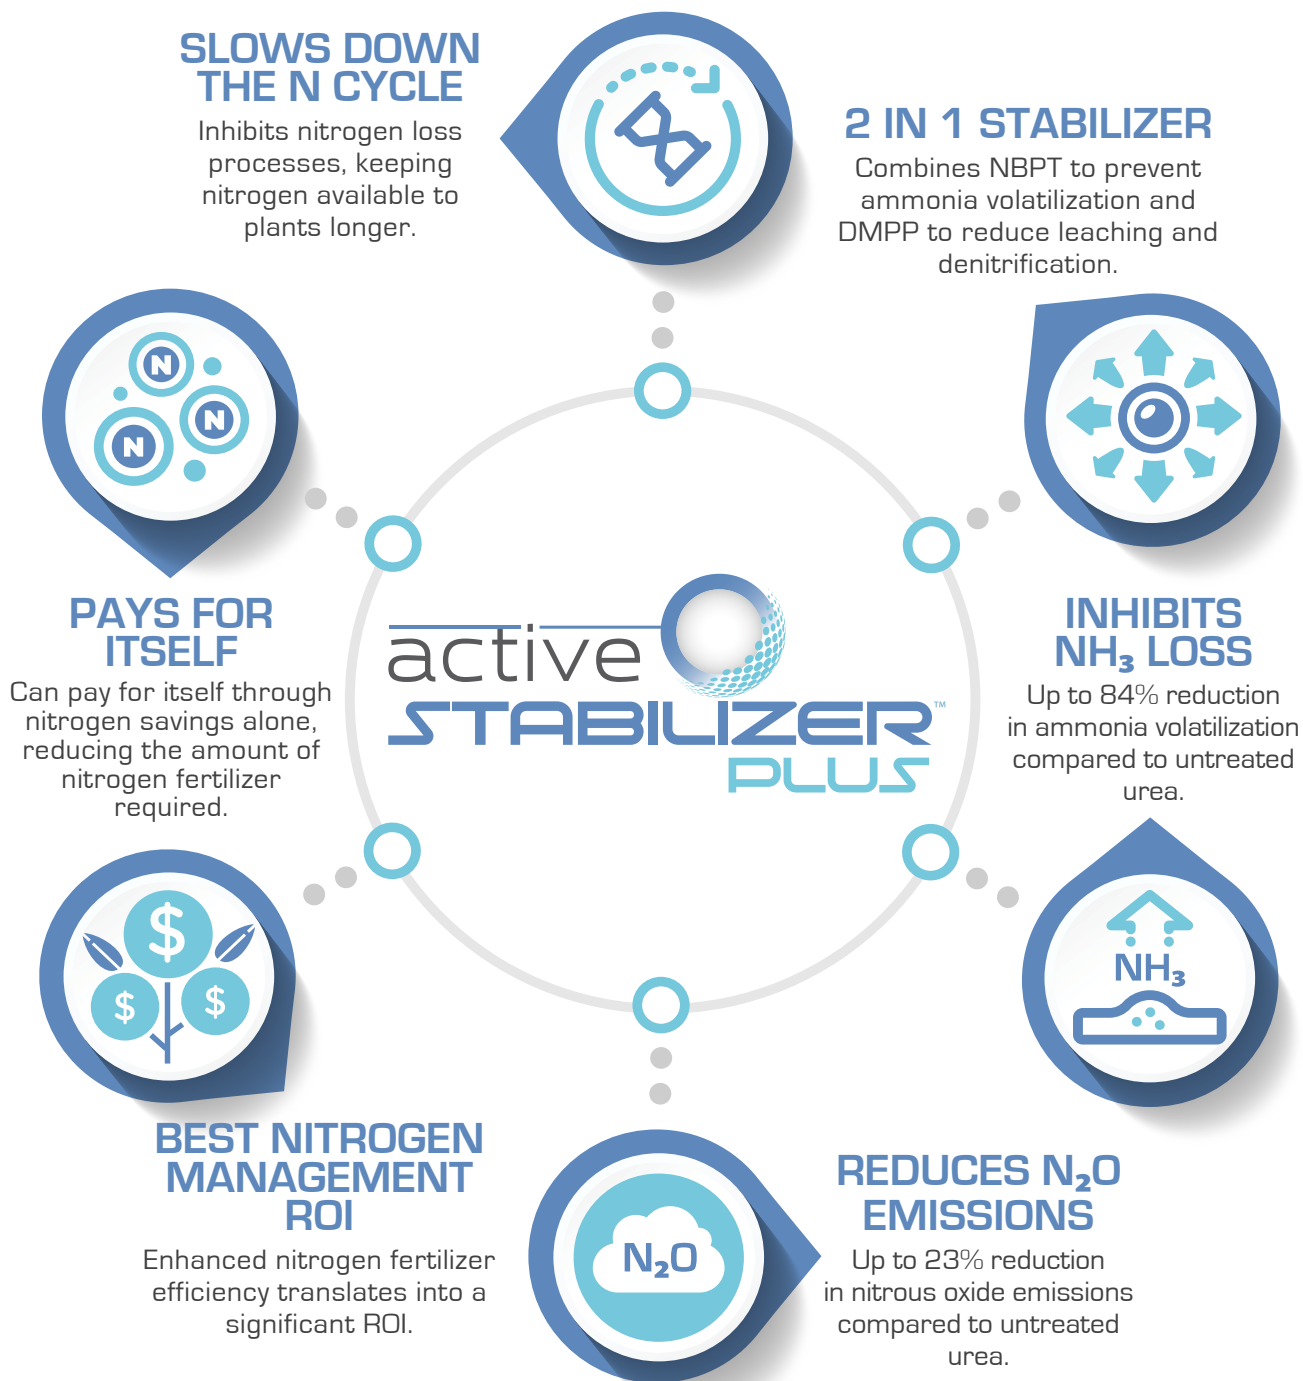 SLOWS DOWN
THE N CYCLE
Inhibits nitrogen loss
processes, keeping
nitrogen available to
plants longer.
2 IN 1 STABILIZER
Combines NBPT to prevent
ammonia volatilization and
DMPP to reduce leaching and
denitrification.
N
N
N
PAYS FOR
ITSELF
Can pay for itself through
nitrogen savings alone,
reducing the amount of
nitrogen fertilizer
required.
active
STABILIZER™
PLUS
INHIBITS
NH₃ LOSS
Up to 84% reduction
in ammonia volatilization
compared to untreated
urea.
$
$
$
NH₃
BEST NITROGEN
MANAGEMENT
ROI
Enhanced nitrogen fertilizer
efficiency translates into a
significant ROI.
N₂O
REDUCES N₂O
EMISSIONS
Up to 23% reduction
in nitrous oxide emissions
compared to untreated
urea.